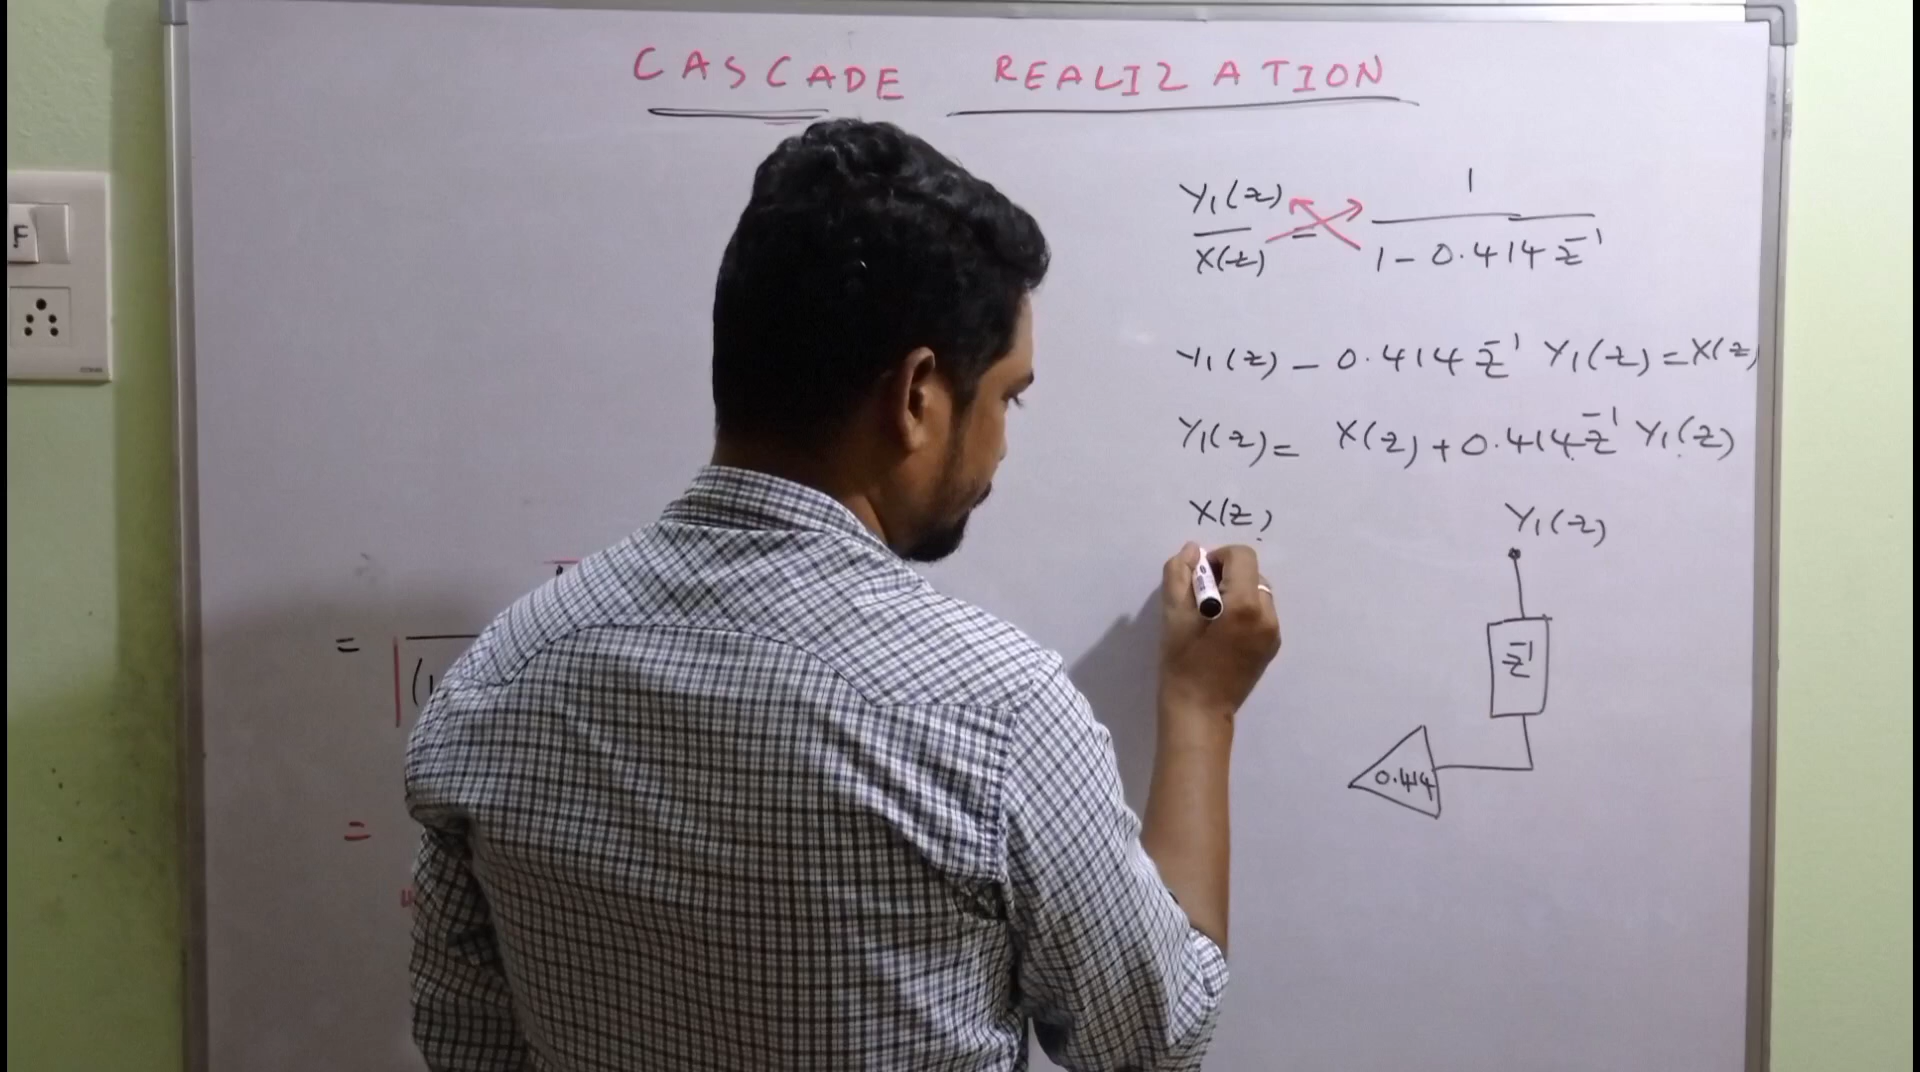 CASCADE REALIZATION
Y₁(z)
X(z)
=
1
1 - 0.414 z⁻¹
Y₁(z) - 0.414 z⁻¹ Y₁(z) = X(z)
Y₁(z) = X(z) + 0.414 z⁻¹ Y₁(z)
X(z)
Y₁(z)
z⁻¹
0.414
=
(1
=
F